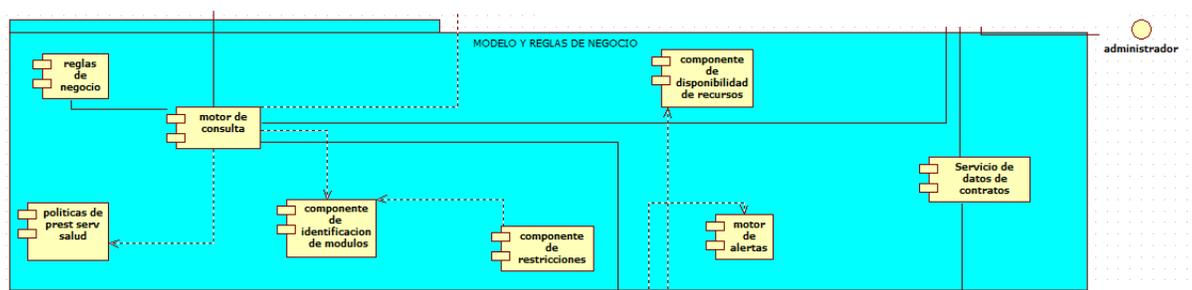 MODELO Y REGLAS DE NEGOCIO
administrador
reglas
de
negocio
componente
de
disponibilidad
de recursos
motor de
consulta
Servicio de
datos de
contratos
politicas de
prest serv
salud
componente
de
identificacion
de modulos
componente
de
restricciones
motor
de
alertas